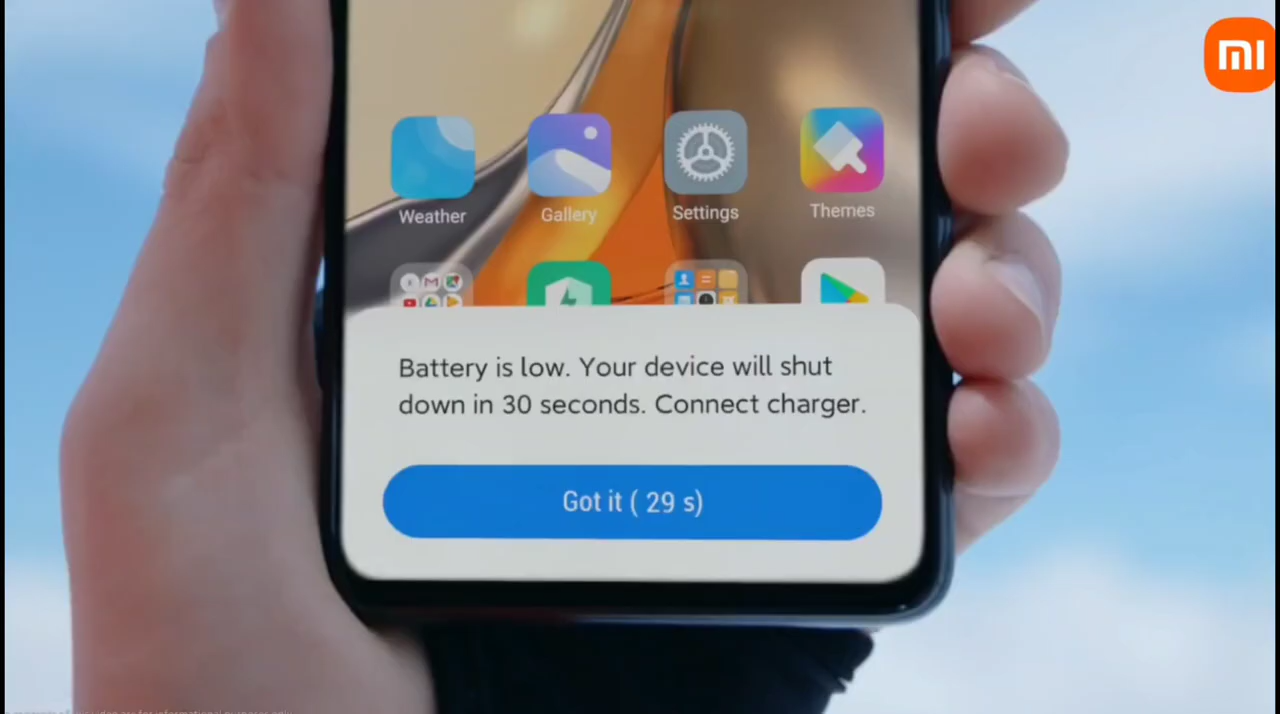 mi
Weather
Gallery
Settings
Themes
Battery is low. Your device will shut
down in 30 seconds. Connect charger.
Got it ( 29 s)